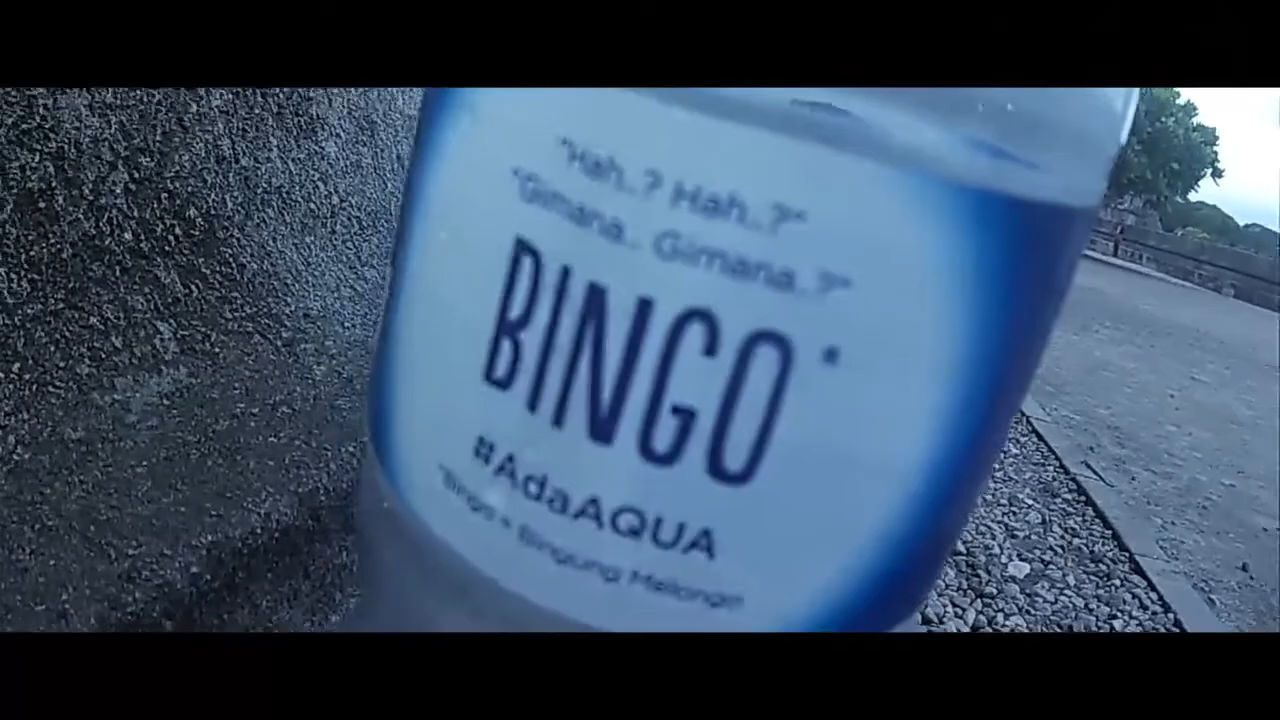 "Hah..? Hah..?"
"Gimana.. Gimana..?"
BINGO*
#AdaAQUA
*Bingo = Bingung Melongo